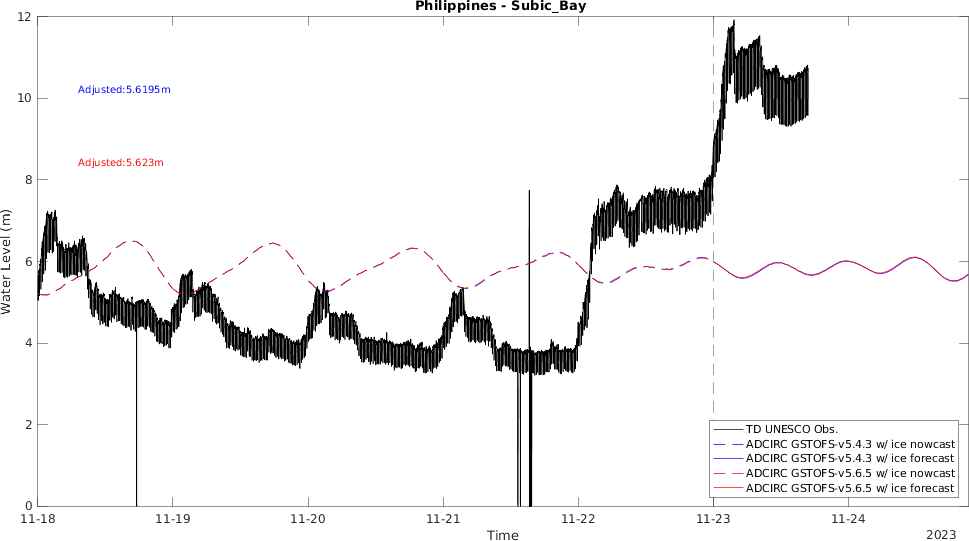 Philippines - Subic_Bay
12
10
8
6
4
2
0
Water Level (m)
Adjusted:5.6195m
Adjusted:5.623m
TD UNESCO Obs.
ADCIRC GSTOFS-v5.4.3 w/ ice nowcast
ADCIRC GSTOFS-v5.4.3 w/ ice forecast
ADCIRC GSTOFS-v5.6.5 w/ ice nowcast
ADCIRC GSTOFS-v5.6.5 w/ ice forecast
11-18 11-19 11-20 11-21 11-22 11-23 11-24
Time
2023